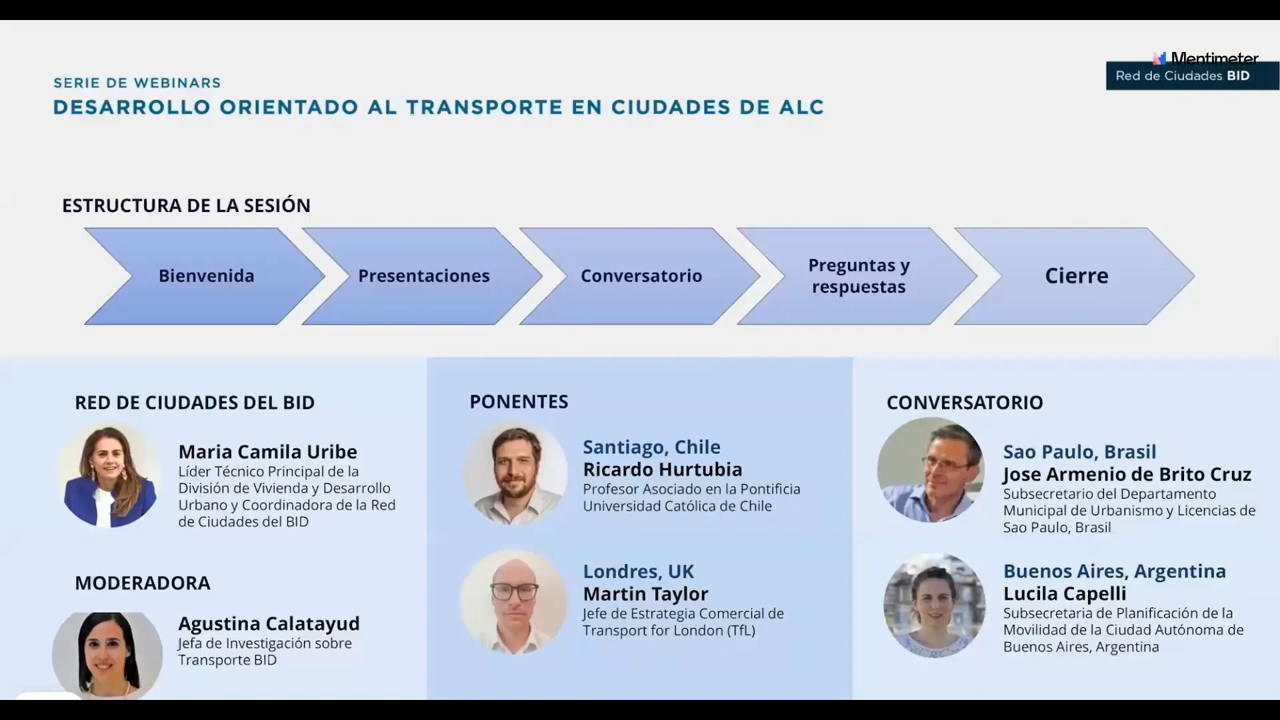 Mentimeter
Red de Ciudades BID
SERIE DE WEBINARS
DESARROLLO ORIENTADO AL TRANSPORTE EN CIUDADES DE ALC
ESTRUCTURA DE LA SESIÓN
Bienvenida
Presentaciones
Conversatorio
Preguntas y
respuestas
Cierre
RED DE CIUDADES DEL BID
Maria Camila Uribe
Líder Técnico Principal de la
División de Vivienda y Desarrollo
Urbano y Coordinadora de la Red
de Ciudades del BID
MODERADORA
Agustina Calatayud
Jefa de Investigación sobre
Transporte BID
PONENTES
Santiago, Chile
Ricardo Hurtubia
Profesor Asociado en la Pontificia
Universidad Católica de Chile
Londres, UK
Martin Taylor
Jefe de Estrategia Comercial de
Transport for London (TfL)
CONVERSATORIO
Sao Paulo, Brasil
Jose Armenio de Brito Cruz
Subsecretario del Departamento
Municipal de Urbanismo y Licencias de
Sao Paulo, Brasil
Buenos Aires, Argentina
Lucila Capelli
Subsecretaria de Planificación de la
Movilidad de la Ciudad Autónoma de
Buenos Aires, Argentina